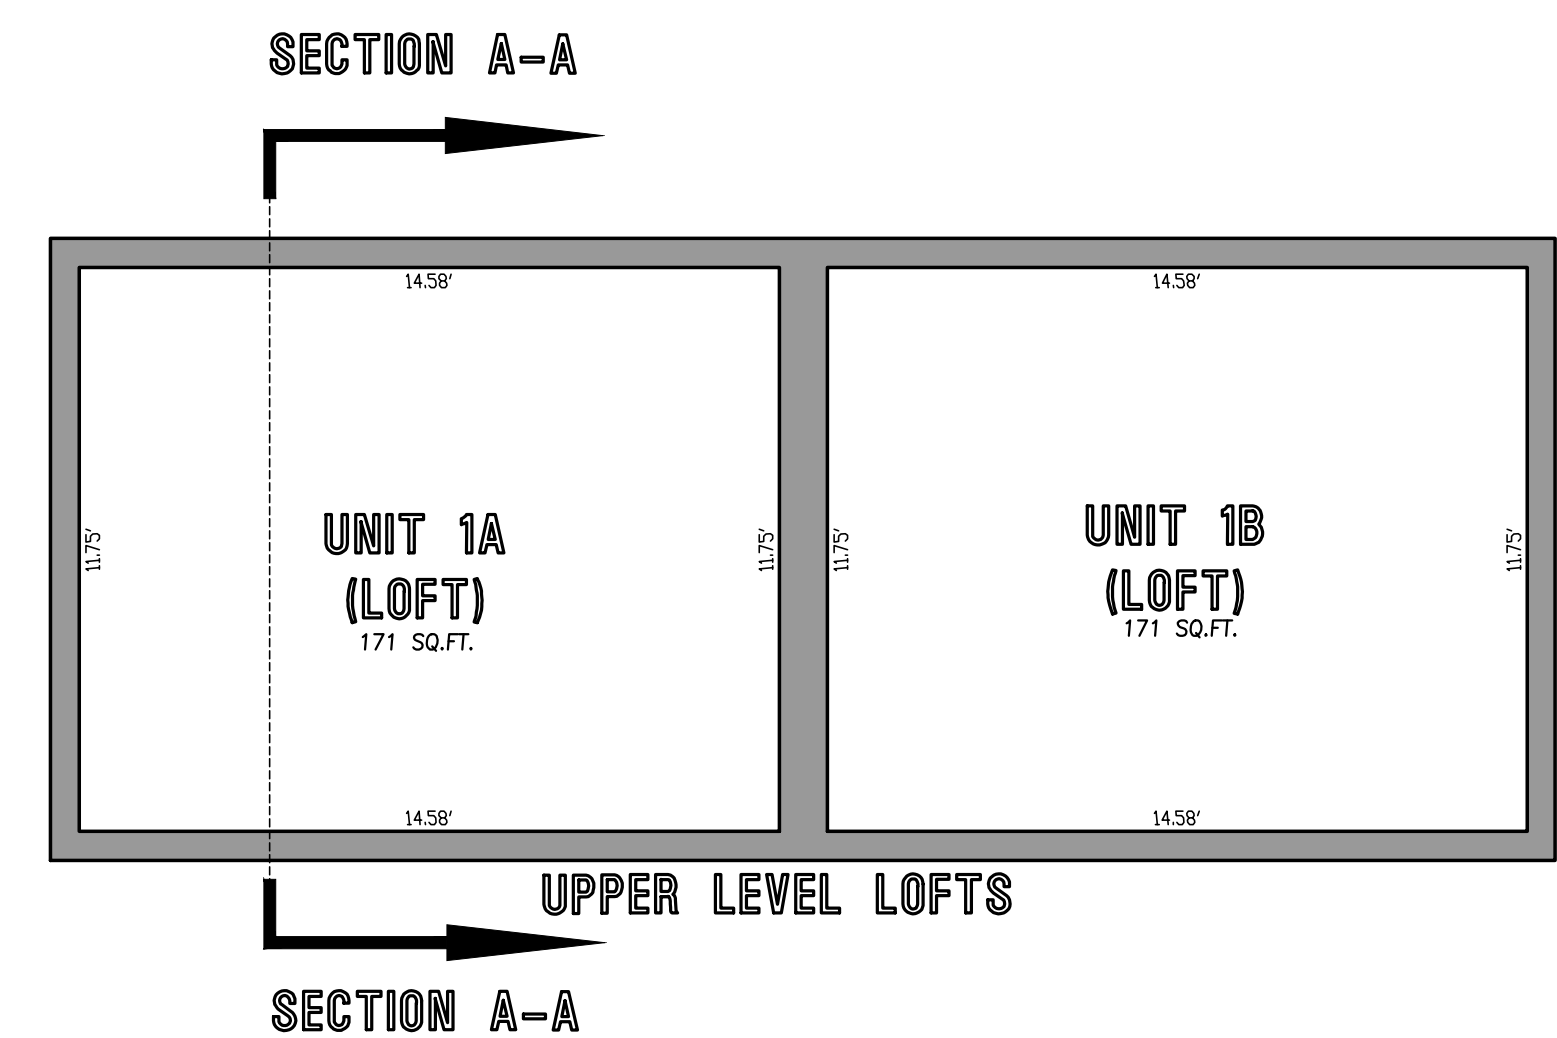 SECTION A-A
14.58'
14.58'
11.75'
11.75'
11.75'
11.75'
UNIT 1A
(LOFT)
171 SQ.FT.
UNIT 1B
(LOFT)
171 SQ.FT.
14.58'
14.58'
UPPER LEVEL LOFTS
SECTION A-A